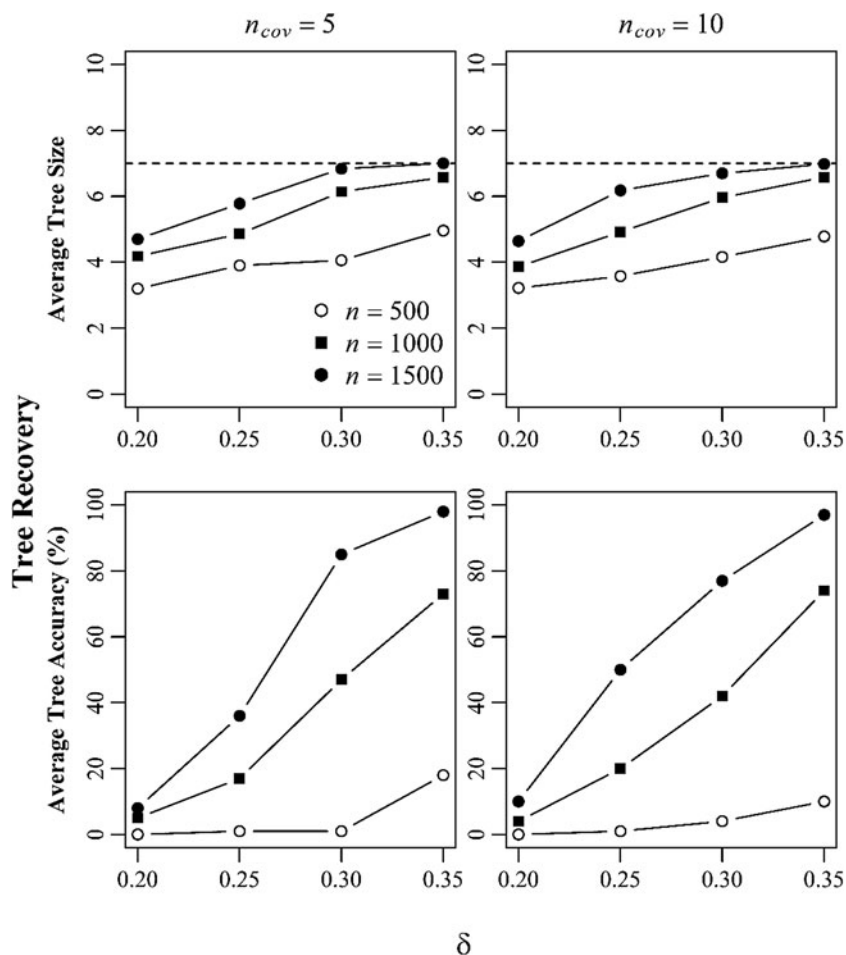 n_cov = 5
n_cov = 10
Tree Recovery
Average Tree Size
10
8
6
4
2
0
n = 500
n = 1000
n = 1500
0.20 0.25 0.30 0.35
0.20 0.25 0.30 0.35
10
8
6
4
2
0
Average Tree Accuracy (%)
100
80
60
40
20
0
0.20 0.25 0.30 0.35
100
80
60
40
20
0
0.20 0.25 0.30 0.35
δ